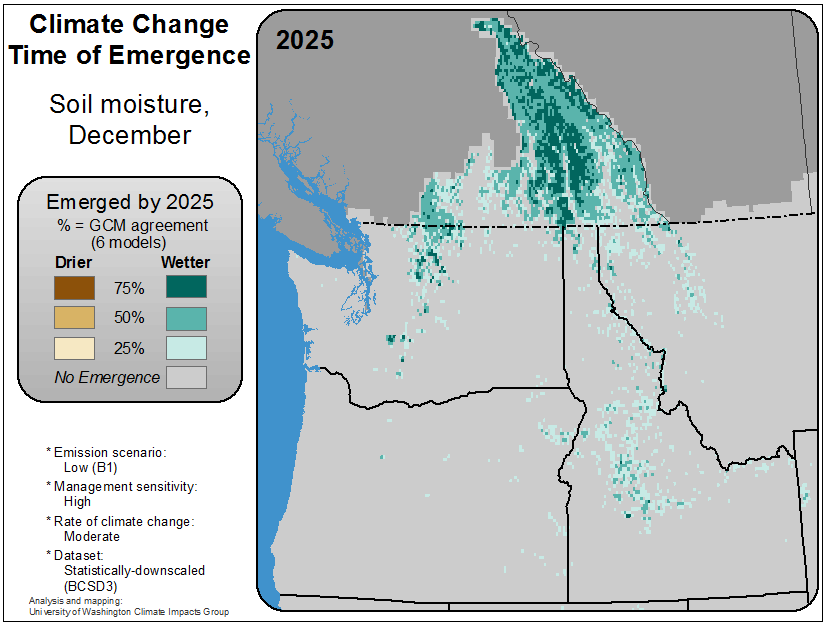 Climate Change
Time of Emergence
Soil moisture,
December
2025
Emerged by 2025
% = GCM agreement
(6 models)
Drier Wetter
75%
50%
25%
No Emergence
* Emission scenario:
Low (B1)
* Management sensitivity:
High
* Rate of climate change:
Moderate
* Dataset:
Statistically-downscaled
(BCSD3)
Analysis and mapping:
University of Washington Climate Impacts Group